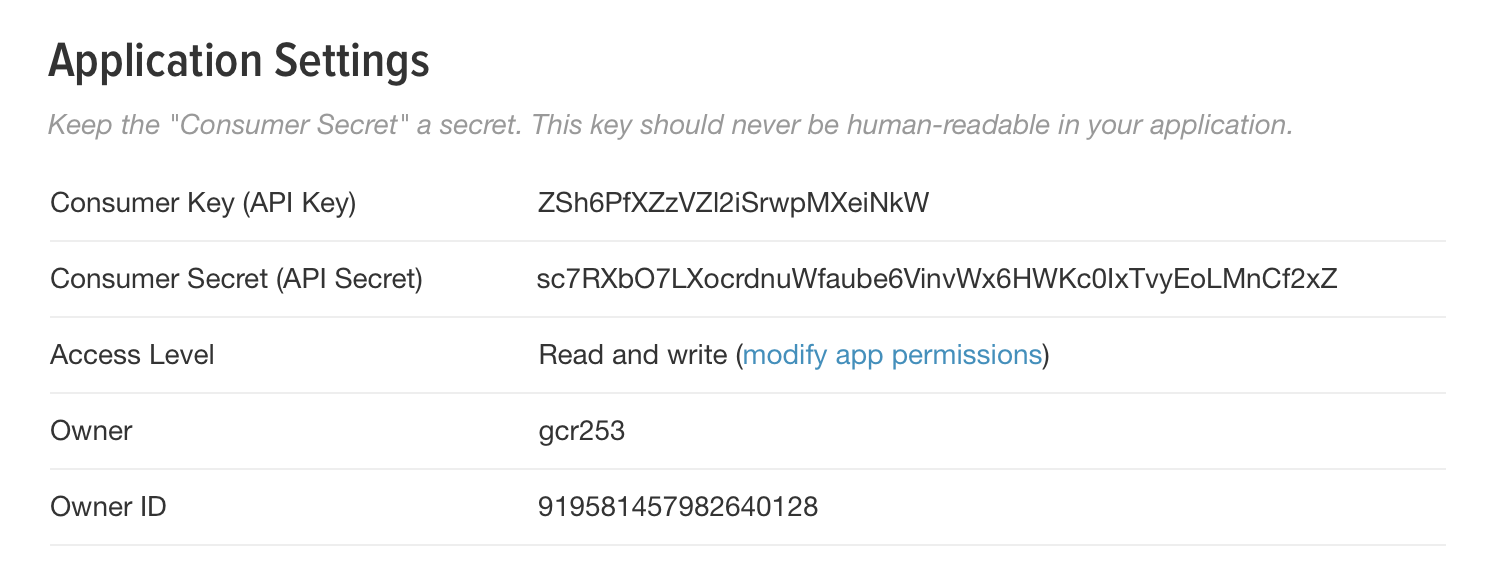 Application Settings
Keep the "Consumer Secret" a secret. This key should never be human-readable in your application.
Consumer Key (API Key) ZSh6PfXZzVZl2iSrwpMXeiNkW
Consumer Secret (API Secret) sc7RXbO7LXocrdnuWfaube6VinvWx6HWKc0IxTvyEoLMnCf2xZ
Access Level Read and write (modify app permissions)
Owner gcr253
Owner ID 919581457982640128